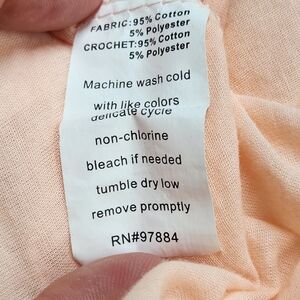 FABRIC:95% Cotton
5% Polyester
CROCHET:95% Cotton
5% Polyester
Machine wash cold
with like colors
delicate cycle
non-chlorine
bleach if needed
tumble dry low
remove promptly
RN#97884